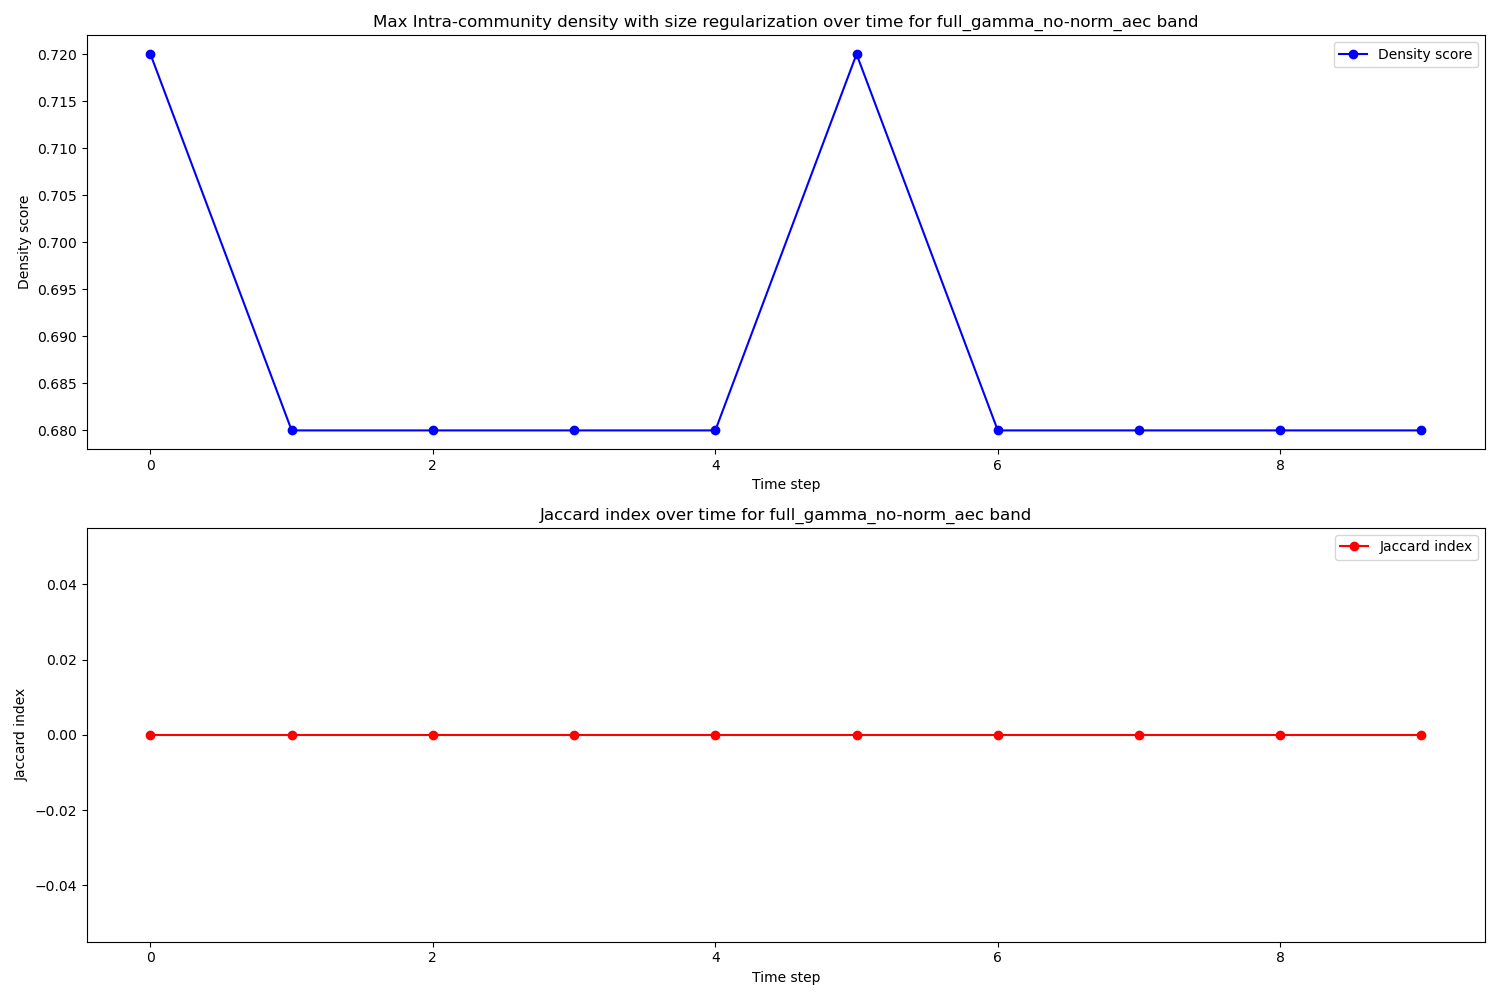 Max Intra-community density with size regularization over time for full_gamma_no-norm_aec band
Density score
0.720
0.715
0.710
0.705
0.700
0.695
0.690
0.685
0.680
Density score
0 2 4 6 8
Time step
Jaccard index over time for full_gamma_no-norm_aec band
Jaccard index
0.04
0.02
0.00
−0.02
−0.04
Jaccard index
0 2 4 6 8
Time step